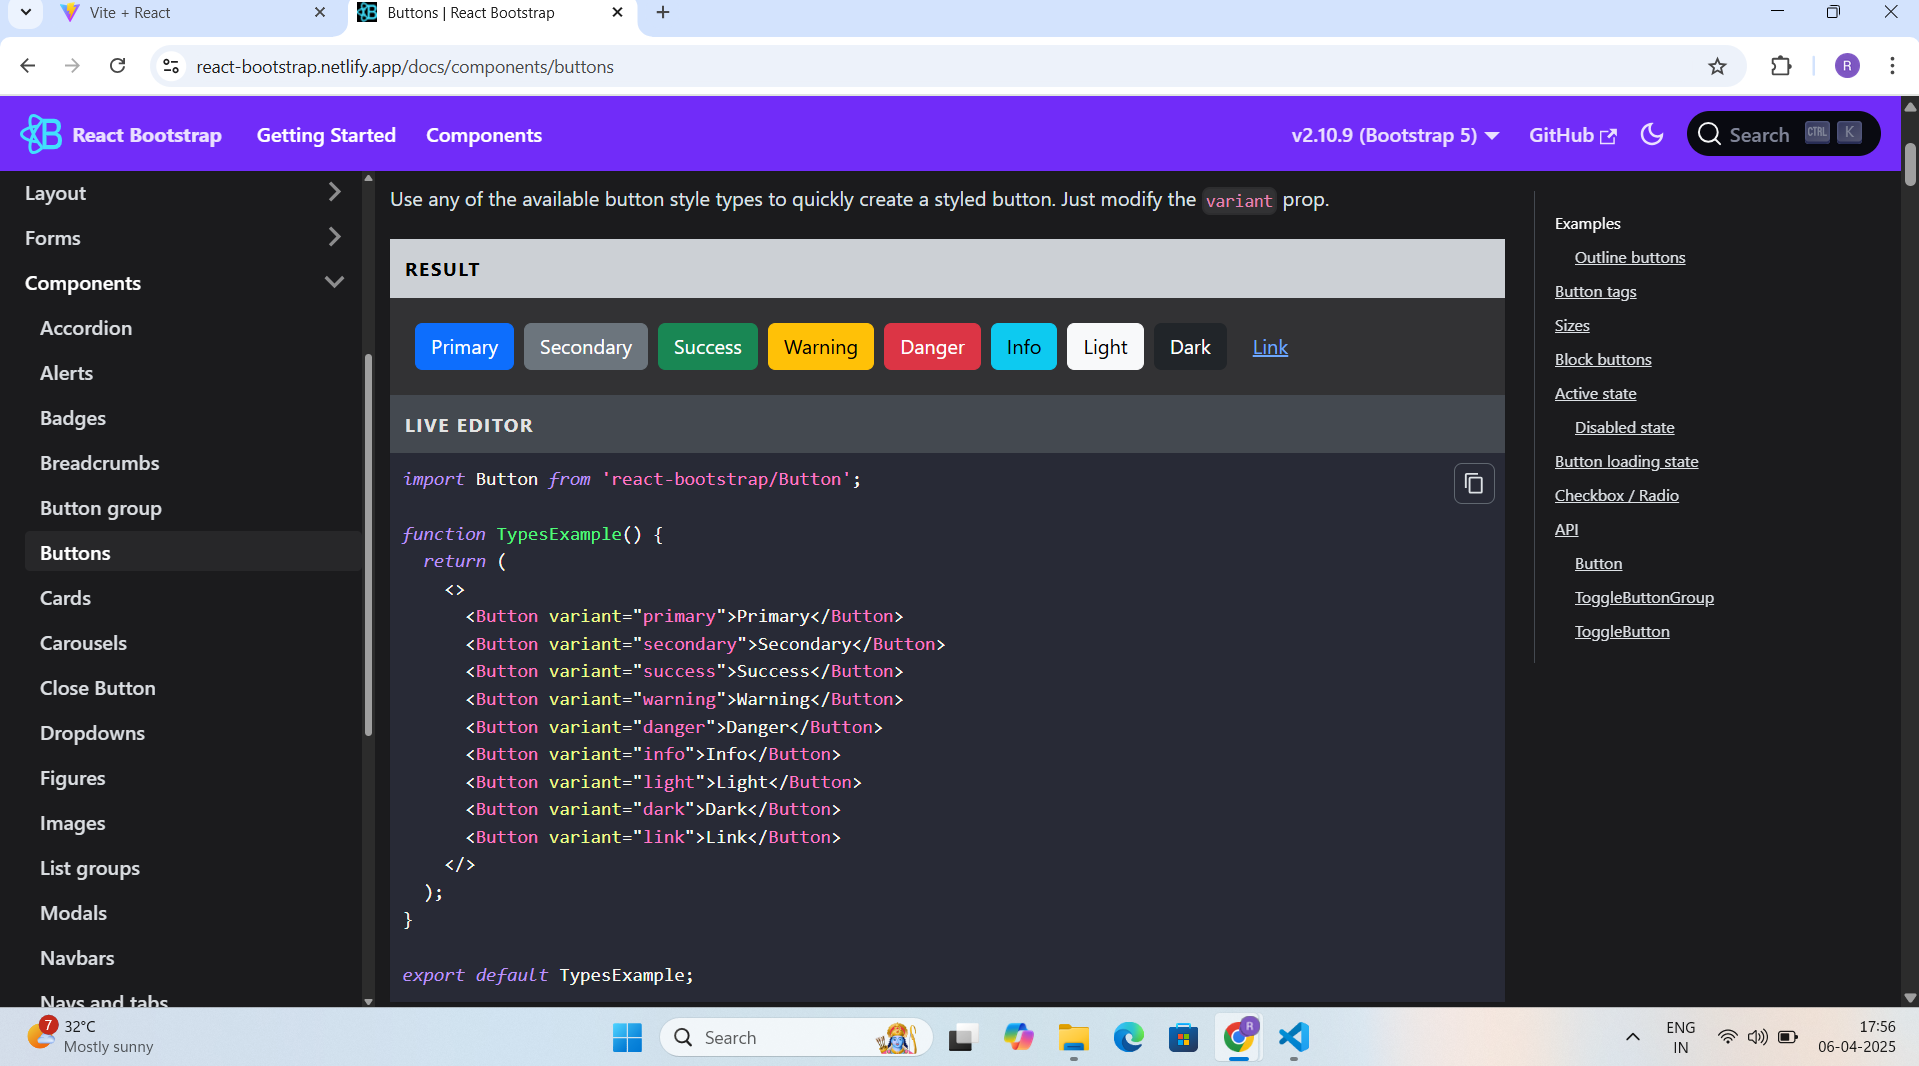 Vite + React
Buttons | React Bootstrap
react-bootstrap.netlify.app/docs/components/buttons
R
React Bootstrap
Getting Started
Components
v2.10.9 (Bootstrap 5)
GitHub
Search CTRL K
Layout
Forms
Components
Accordion
Alerts
Badges
Breadcrumbs
Button group
Buttons
Cards
Carousels
Close Button
Dropdowns
Figures
Images
List groups
Modals
Navbars
Navs and tabs
Use any of the available button style types to quickly create a styled button. Just modify the variant prop.
RESULT
Primary Secondary Success Warning Danger Info Light Dark Link
LIVE EDITOR
import Button from 'react-bootstrap/Button';
function TypesExample() {
return (
<>
<Button variant="primary">Primary</Button>
<Button variant="secondary">Secondary</Button>
<Button variant="success">Success</Button>
<Button variant="warning">Warning</Button>
<Button variant="danger">Danger</Button>
<Button variant="info">Info</Button>
<Button variant="light">Light</Button>
<Button variant="dark">Dark</Button>
<Button variant="link">Link</Button>
</>
);
}
export default TypesExample;
Examples
Outline buttons
Button tags
Sizes
Block buttons
Active state
Disabled state
Button loading state
Checkbox / Radio
API
Button
ToggleButtonGroup
ToggleButton
7
32°C
Mostly sunny
Search
R
ENG
IN
17:56
06-04-2025